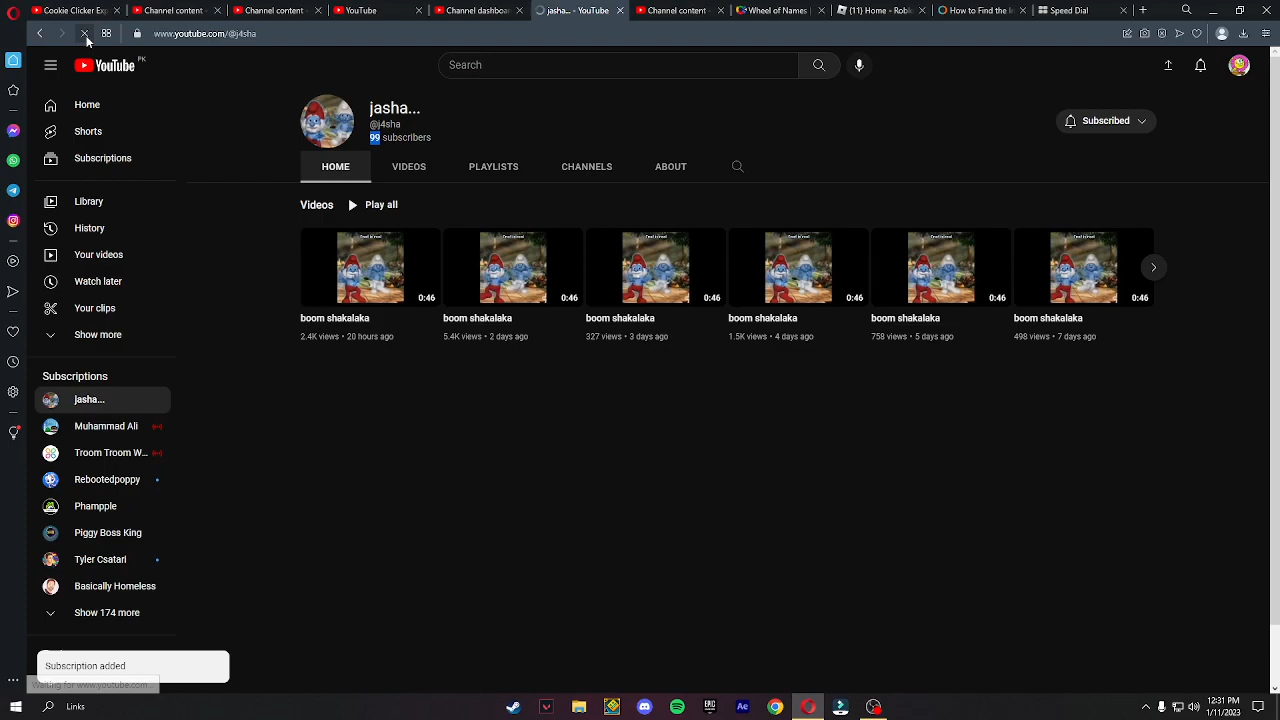 Cookie Clicker Exp
Channel content -
Channel content -
YouTube
Channel dashboar
jasha... - YouTube
Channel content -
Wheel of Names |
(11) Home - Roblo
How to Find the In
Speed Dial
www.youtube.com/@j4sha
YouTube PK
Search
Home
Shorts
Subscriptions
Library
History
Your videos
Watch later
Your clips
Show more
Subscriptions
jasha...
Muhammad Ali
Troom Troom W...
Rebootedpoppy
Phample
Piggy Boss King
Tyler Csatari
Basically Homeless
Show 174 more
jasha...
@j4sha
99 subscribers
Subscribed
HOME VIDEOS PLAYLISTS CHANNELS ABOUT
Videos Play all
0:46 0:46 0:46 0:46 0:46 0:46
boom shakalaka boom shakalaka boom shakalaka boom shakalaka boom shakalaka boom shakalaka
2.4K views • 20 hours ago 5.4K views • 2 days ago 327 views • 3 days ago 1.5K views • 4 days ago 758 views • 5 days ago 498 views • 7 days ago
Subscription added
Waiting for www.youtube.com...
Links
EPIC
Ae
12:31 PM
1/11/2023